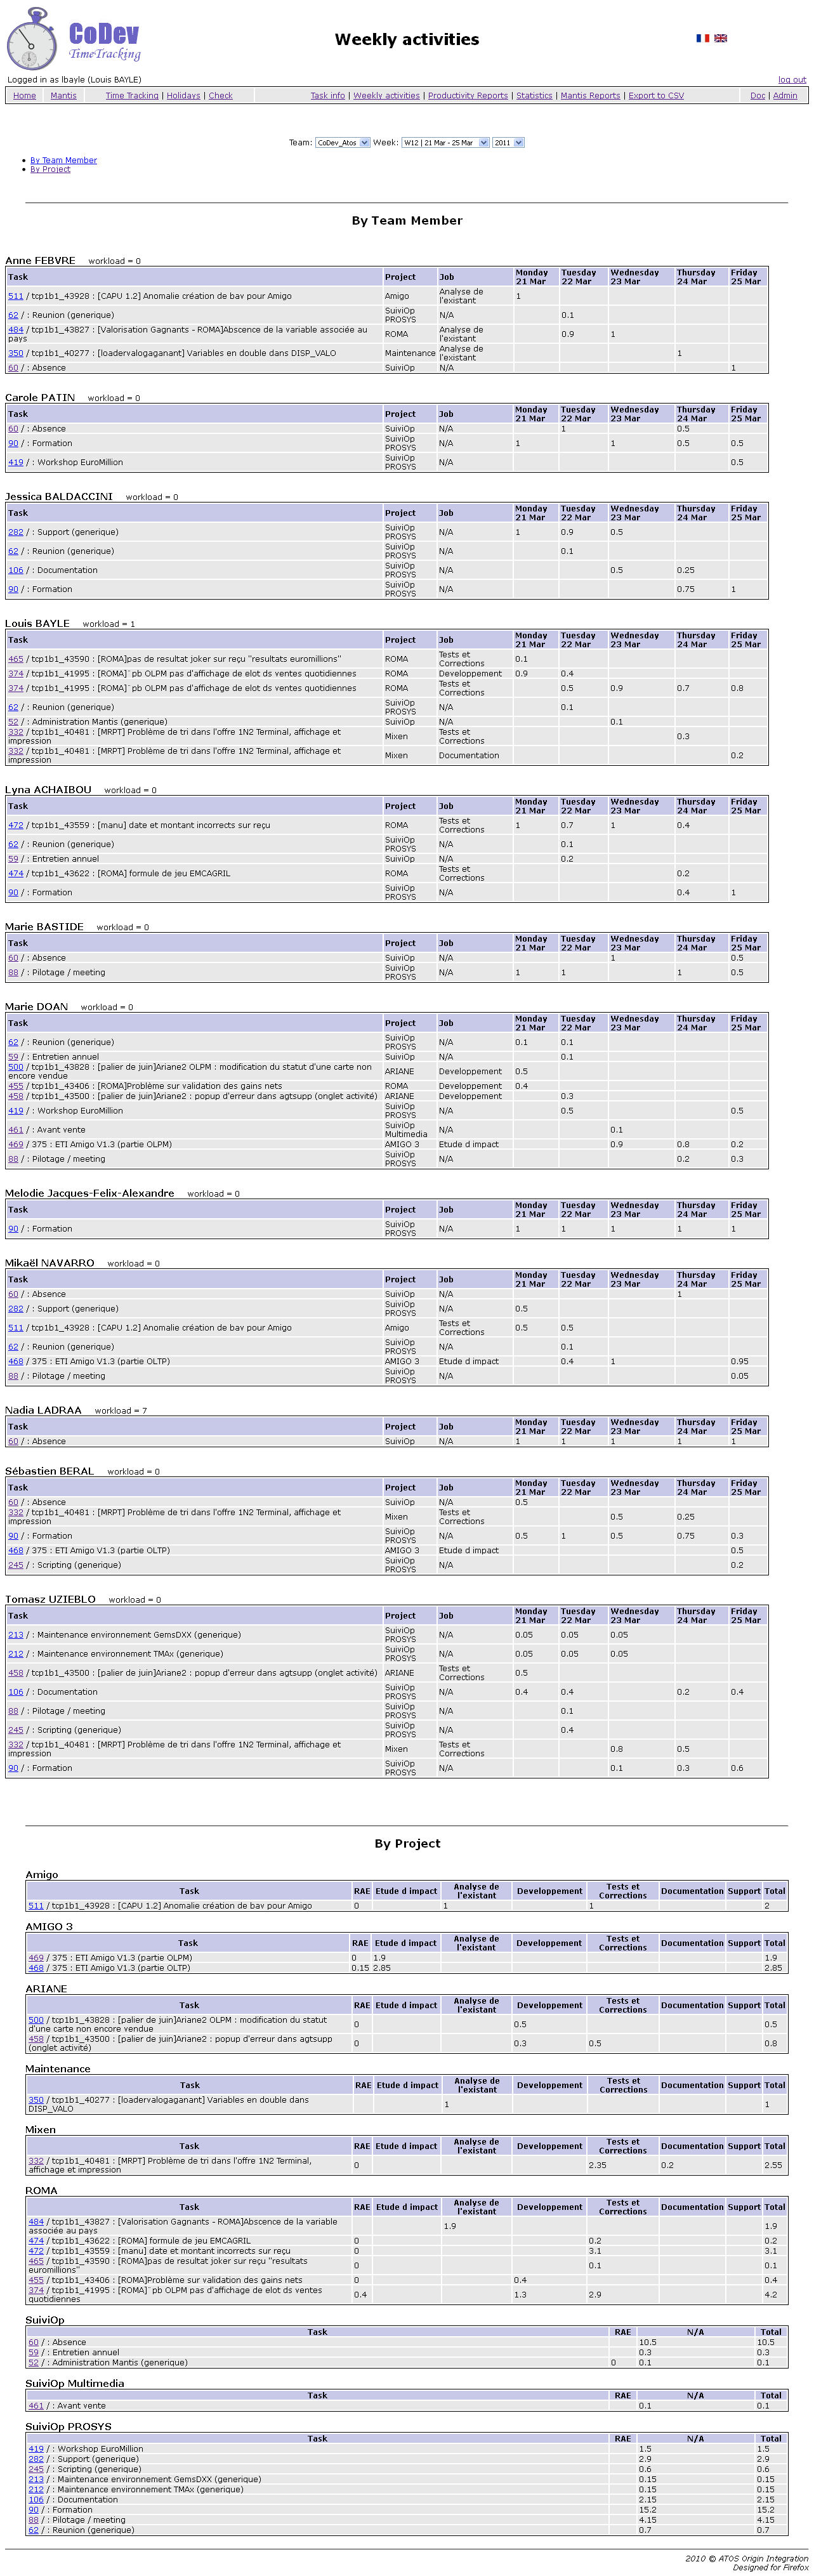 CoDev
TimeTracking
Weekly activities
Logged in as lbayle (Louis BAYLE) log out
Home Mantis Time Tracking | Holidays | Check Task info | Weekly activities | Productivity Reports | Statistics | Mantis Reports | Export to CSV Doc | Admin
Team: CoDev_Atos Week: W12 | 21 Mar - 25 Mar 2011
By Team Member
By Project
By Team Member
Anne FEBVRE workload = 0
Task Project Job Monday 21 Mar Tuesday 22 Mar Wednesday 23 Mar Thursday 24 Mar Friday 25 Mar
511 / tcp1b1_43928 : [CAPU 1.2] Anomalie création de bav pour Amigo Amigo Analyse de l'existant 1
62 / : Reunion (generique) SuiviOp PROSYS N/A 0.1
484 / tcp1b1_43827 : [Valorisation Gagnants - ROMA]Abscence de la variable associée au pays ROMA Analyse de l'existant 0.9 1
350 / tcp1b1_40277 : [loadervalogaganant] Variables en double dans DISP_VALO Maintenance Analyse de l'existant 1
60 / : Absence SuiviOp N/A 1
Carole PATIN workload = 0
Task Project Job Monday 21 Mar Tuesday 22 Mar Wednesday 23 Mar Thursday 24 Mar Friday 25 Mar
60 / : Absence SuiviOp N/A 1 0.5
90 / : Formation SuiviOp PROSYS N/A 1 1 0.5 0.5
419 / : Workshop EuroMillion SuiviOp PROSYS N/A 0.5
Jessica BALDACCINI workload = 0
Task Project Job Monday 21 Mar Tuesday 22 Mar Wednesday 23 Mar Thursday 24 Mar Friday 25 Mar
282 / : Support (generique) SuiviOp PROSYS N/A 1 0.9 0.5
62 / : Reunion (generique) SuiviOp PROSYS N/A 0.1
106 / : Documentation SuiviOp PROSYS N/A 0.5 0.25
90 / : Formation SuiviOp PROSYS N/A 0.75 1
Louis BAYLE workload = 1
Task Project Job Monday 21 Mar Tuesday 22 Mar Wednesday 23 Mar Thursday 24 Mar Friday 25 Mar
465 / tcp1b1_43590 : [ROMA]pas de resultat joker sur reçu "resultats euromillions" ROMA Tests et Corrections 0.1
374 / tcp1b1_41995 : [ROMA]¨pb OLPM pas d'affichage de elot ds ventes quotidiennes ROMA Developpement 0.9 0.4
374 / tcp1b1_41995 : [ROMA]¨pb OLPM pas d'affichage de elot ds ventes quotidiennes ROMA Tests et Corrections 0.5 0.9 0.7 0.8
62 / : Reunion (generique) SuiviOp PROSYS N/A 0.1
52 / : Administration Mantis (generique) SuiviOp N/A 0.1
332 / tcp1b1_40481 : [MRPT] Problème de tri dans l'offre 1N2 Terminal, affichage et impression Mixen Tests et Corrections 0.3
332 / tcp1b1_40481 : [MRPT] Problème de tri dans l'offre 1N2 Terminal, affichage et impression Mixen Documentation 0.2
Lyna ACHAIBOU workload = 0
Task Project Job Monday 21 Mar Tuesday 22 Mar Wednesday 23 Mar Thursday 24 Mar Friday 25 Mar
472 / tcp1b1_43559 : [manu] date et montant incorrects sur reçu ROMA Tests et Corrections 1 0.7 1 0.4
62 / : Reunion (generique) SuiviOp PROSYS N/A 0.1
59 / : Entretien annuel SuiviOp N/A 0.2
474 / tcp1b1_43622 : [ROMA] formule de jeu EMCAGRIL ROMA Tests et Corrections 0.2
90 / : Formation SuiviOp PROSYS N/A 0.4 1
Marie BASTIDE workload = 0
Task Project Job Monday 21 Mar Tuesday 22 Mar Wednesday 23 Mar Thursday 24 Mar Friday 25 Mar
60 / : Absence SuiviOp N/A 1 0.5
88 / : Pilotage / meeting SuiviOp PROSYS N/A 1 1 1 0.5
Marie DOAN workload = 0
Task Project Job Monday 21 Mar Tuesday 22 Mar Wednesday 23 Mar Thursday 24 Mar Friday 25 Mar
62 / : Reunion (generique) SuiviOp PROSYS N/A 0.1 0.1
59 / : Entretien annuel SuiviOp N/A 0.1
500 / tcp1b1_43828 : [palier de juin]Ariane2 OLPM : modification du statut d'une carte non encore vendue ARIANE Developpement 0.5
455 / tcp1b1_43406 : [ROMA]Problème sur validation des gains nets ROMA Developpement 0.4
458 / tcp1b1_43500 : [palier de juin]Ariane2 : popup d'erreur dans agtsupp (onglet activité) ARIANE Developpement 0.3
419 / : Workshop EuroMillion SuiviOp PROSYS N/A 0.5 0.5
461 / : Avant vente SuiviOp Multimedia N/A 0.1
469 / 375 : ETI Amigo V1.3 (partie OLPM) AMIGO 3 Etude d impact 0.9 0.8 0.2
88 / : Pilotage / meeting SuiviOp PROSYS N/A 0.2 0.3
Melodie Jacques-Felix-Alexandre workload = 0
Task Project Job Monday 21 Mar Tuesday 22 Mar Wednesday 23 Mar Thursday 24 Mar Friday 25 Mar
90 / : Formation SuiviOp PROSYS N/A 1 1 1 1 1
Mikaël NAVARRO workload = 0
Task Project Job Monday 21 Mar Tuesday 22 Mar Wednesday 23 Mar Thursday 24 Mar Friday 25 Mar
60 / : Absence SuiviOp N/A 1
282 / : Support (generique) SuiviOp PROSYS N/A 0.5
511 / tcp1b1_43928 : [CAPU 1.2] Anomalie création de bav pour Amigo Amigo Tests et Corrections 0.5 0.5
62 / : Reunion (generique) SuiviOp PROSYS N/A 0.1
468 / 375 : ETI Amigo V1.3 (partie OLTP) AMIGO 3 Etude d impact 0.4 1 0.95
88 / : Pilotage / meeting SuiviOp PROSYS N/A 0.05
Nadia LADRAA workload = 7
Task Project Job Monday 21 Mar Tuesday 22 Mar Wednesday 23 Mar Thursday 24 Mar Friday 25 Mar
60 / : Absence SuiviOp N/A 1 1 1 1 1
Sébastien BERAL workload = 0
Task Project Job Monday 21 Mar Tuesday 22 Mar Wednesday 23 Mar Thursday 24 Mar Friday 25 Mar
60 / : Absence SuiviOp N/A 0.5
332 / tcp1b1_40481 : [MRPT] Problème de tri dans l'offre 1N2 Terminal, affichage et impression Mixen Tests et Corrections 0.5 0.25
90 / : Formation SuiviOp PROSYS N/A 0.5 1 0.5 0.75 0.3
468 / 375 : ETI Amigo V1.3 (partie OLTP) AMIGO 3 Etude d impact 0.5
245 / : Scripting (generique) SuiviOp PROSYS N/A 0.2
Tomasz UZIEBLO workload = 0
Task Project Job Monday 21 Mar Tuesday 22 Mar Wednesday 23 Mar Thursday 24 Mar Friday 25 Mar
213 / : Maintenance environnement GemsDXX (generique) SuiviOp PROSYS N/A 0.05 0.05 0.05
212 / : Maintenance environnement TMAx (generique) SuiviOp PROSYS N/A 0.05 0.05 0.05
458 / tcp1b1_43500 : [palier de juin]Ariane2 : popup d'erreur dans agtsupp (onglet activité) ARIANE Tests et Corrections 0.5
106 / : Documentation SuiviOp PROSYS N/A 0.4 0.4 0.2 0.4
88 / : Pilotage / meeting SuiviOp PROSYS N/A 0.1
245 / : Scripting (generique) SuiviOp PROSYS N/A 0.4
332 / tcp1b1_40481 : [MRPT] Problème de tri dans l'offre 1N2 Terminal, affichage et impression Mixen Tests et Corrections 0.8 0.5
90 / : Formation SuiviOp PROSYS N/A 0.1 0.3 0.6
By Project
Amigo
Task RAE Etude d impact Analyse de l'existant Developpement Tests et Corrections Documentation Support Total
511 / tcp1b1_43928 : [CAPU 1.2] Anomalie création de bav pour Amigo 0 1 1 2
AMIGO 3
Task RAE Etude d impact Analyse de l'existant Developpement Tests et Corrections Documentation Support Total
469 / 375 : ETI Amigo V1.3 (partie OLPM) 0 1.9 1.9
468 / 375 : ETI Amigo V1.3 (partie OLTP) 0.15 2.85 2.85
ARIANE
Task RAE Etude d impact Analyse de l'existant Developpement Tests et Corrections Documentation Support Total
500 / tcp1b1_43828 : [palier de juin]Ariane2 OLPM : modification du statut d'une carte non encore vendue 0 0.5 0.5
458 / tcp1b1_43500 : [palier de juin]Ariane2 : popup d'erreur dans agtsupp (onglet activité) 0 0.3 0.5 0.8
Maintenance
Task RAE Etude d impact Analyse de l'existant Developpement Tests et Corrections Documentation Support Total
350 / tcp1b1_40277 : [loadervalogaganant] Variables en double dans DISP_VALO 1 1
Mixen
Task RAE Etude d impact Analyse de l'existant Developpement Tests et Corrections Documentation Support Total
332 / tcp1b1_40481 : [MRPT] Problème de tri dans l'offre 1N2 Terminal, affichage et impression 0 2.35 0.2 2.55
ROMA
Task RAE Etude d impact Analyse de l'existant Developpement Tests et Corrections Documentation Support Total
484 / tcp1b1_43827 : [Valorisation Gagnants - ROMA]Abscence de la variable associée au pays 1.9 1.9
474 / tcp1b1_43622 : [ROMA] formule de jeu EMCAGRIL 0 0.2 0.2
472 / tcp1b1_43559 : [manu] date et montant incorrects sur reçu 0 3.1 3.1
465 / tcp1b1_43590 : [ROMA]pas de resultat joker sur reçu "resultats euromillions" 0 0.1 0.1
455 / tcp1b1_43406 : [ROMA]Problème sur validation des gains nets 0 0.4 0.4
374 / tcp1b1_41995 : [ROMA]¨pb OLPM pas d'affichage de elot ds ventes quotidiennes 0.4 1.3 2.9 4.2
SuiviOp
Task RAE N/A Total
60 / : Absence 10.5 10.5
59 / : Entretien annuel 0.3 0.3
52 / : Administration Mantis (generique) 0 0.1 0.1
SuiviOp Multimedia
Task RAE N/A Total
461 / : Avant vente 0.1 0.1
SuiviOp PROSYS
Task RAE N/A Total
419 / : Workshop EuroMillion 1.5 1.5
282 / : Support (generique) 2.9 2.9
245 / : Scripting (generique) 0.6 0.6
213 / : Maintenance environnement GemsDXX (generique) 0.15 0.15
212 / : Maintenance environnement TMAx (generique) 0.15 0.15
106 / : Documentation 2.15 2.15
90 / : Formation 15.2 15.2
88 / : Pilotage / meeting 4.15 4.15
62 / : Reunion (generique) 0.7 0.7
2010 © ATOS Origin Integration
Designed for Firefox